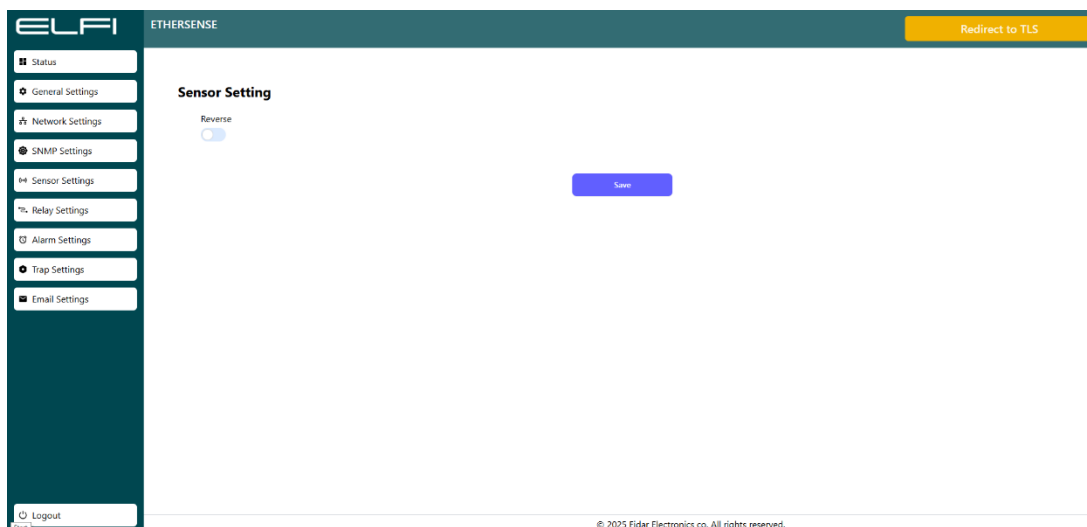 ELFI
ETHERSENSE
Redirect to TLS
Status
General Settings
Network Settings
SNMP Settings
Sensor Settings
Relay Settings
Alarm Settings
Trap Settings
Email Settings
Logout
Sensor Setting
Reverse
Save
© 2025 Fidar Electronics co. All rights reserved.